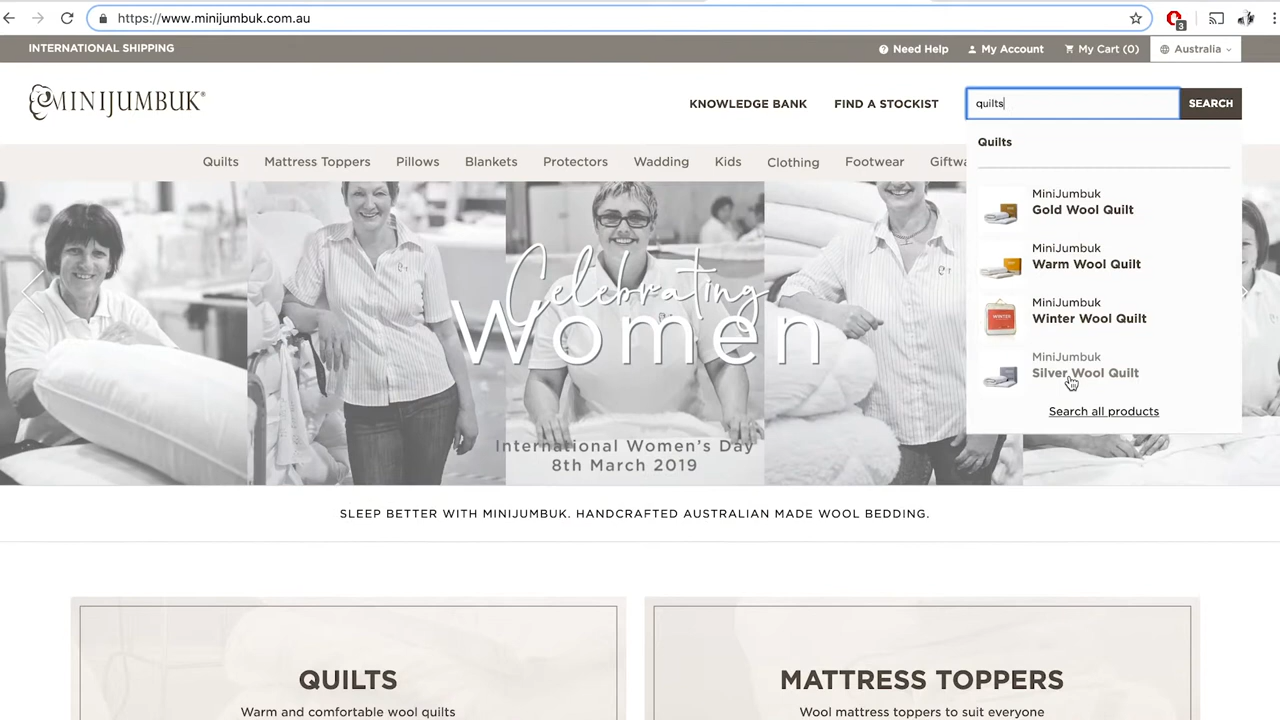 https://www.minijumbuk.com.au
3
INTERNATIONAL SHIPPING
Need Help
My Account
My Cart (0)
Australia
MINIJUMBUK®
KNOWLEDGE BANK
FIND A STOCKIST
quilts
SEARCH
Quilts
Mattress Toppers
Pillows
Blankets
Protectors
Wadding
Kids
Clothing
Footwear
Giftwa
Quilts
MiniJumbuk
Gold Wool Quilt
MiniJumbuk
Warm Wool Quilt
WINTER
MiniJumbuk
Winter Wool Quilt
MiniJumbuk
Silver Wool Quilt
Search all products
Celebrating
Women
International Women's Day
8th March 2019
SLEEP BETTER WITH MINIJUMBUK. HANDCRAFTED AUSTRALIAN MADE WOOL BEDDING.
QUILTS
Warm and comfortable wool quilts
MATTRESS TOPPERS
Wool mattress toppers to suit everyone